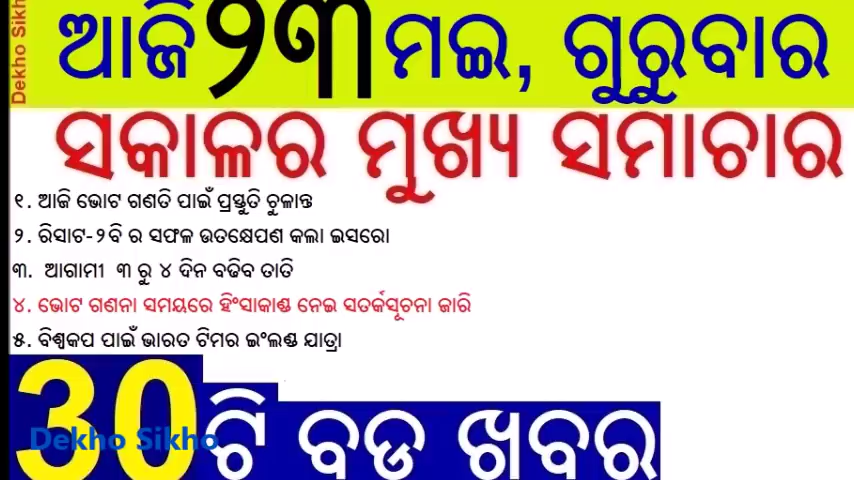 Dekho Sikh
ଆଜି ୨୩ ମଇ, ଗୁରୁବାର
ସକାଳର ମୁଖ୍ୟ ସମାଚାର
୧. ଆଜି ଭୋଟ ଗଣତି ପାଇଁ ପ୍ରସ୍ତୁତି ଚୁଳାନ୍ତ
୨. ରିସାଟ-୨ବି ର ସଫଳ ଉତକ୍ଷେପଣ କଲା ଇସରୋ
୩. ଆଗାମୀ ୩ ରୁ ୪ ଦିନ ବଢିବ ତାତି
୪. ଭୋଟ ଗଣନା ସମୟରେ ହିଂସାକାଣ୍ଡ ନେଇ ସତର୍କସୂଚନା ଜାରି
୫. ବିଶ୍ୱକପ ପାଇଁ ଭାରତ ଟିମର ଇଂଲଣ୍ଡ ଯାତ୍ରା
30ଟି ବଡ ଖବର
Dekho Sikho